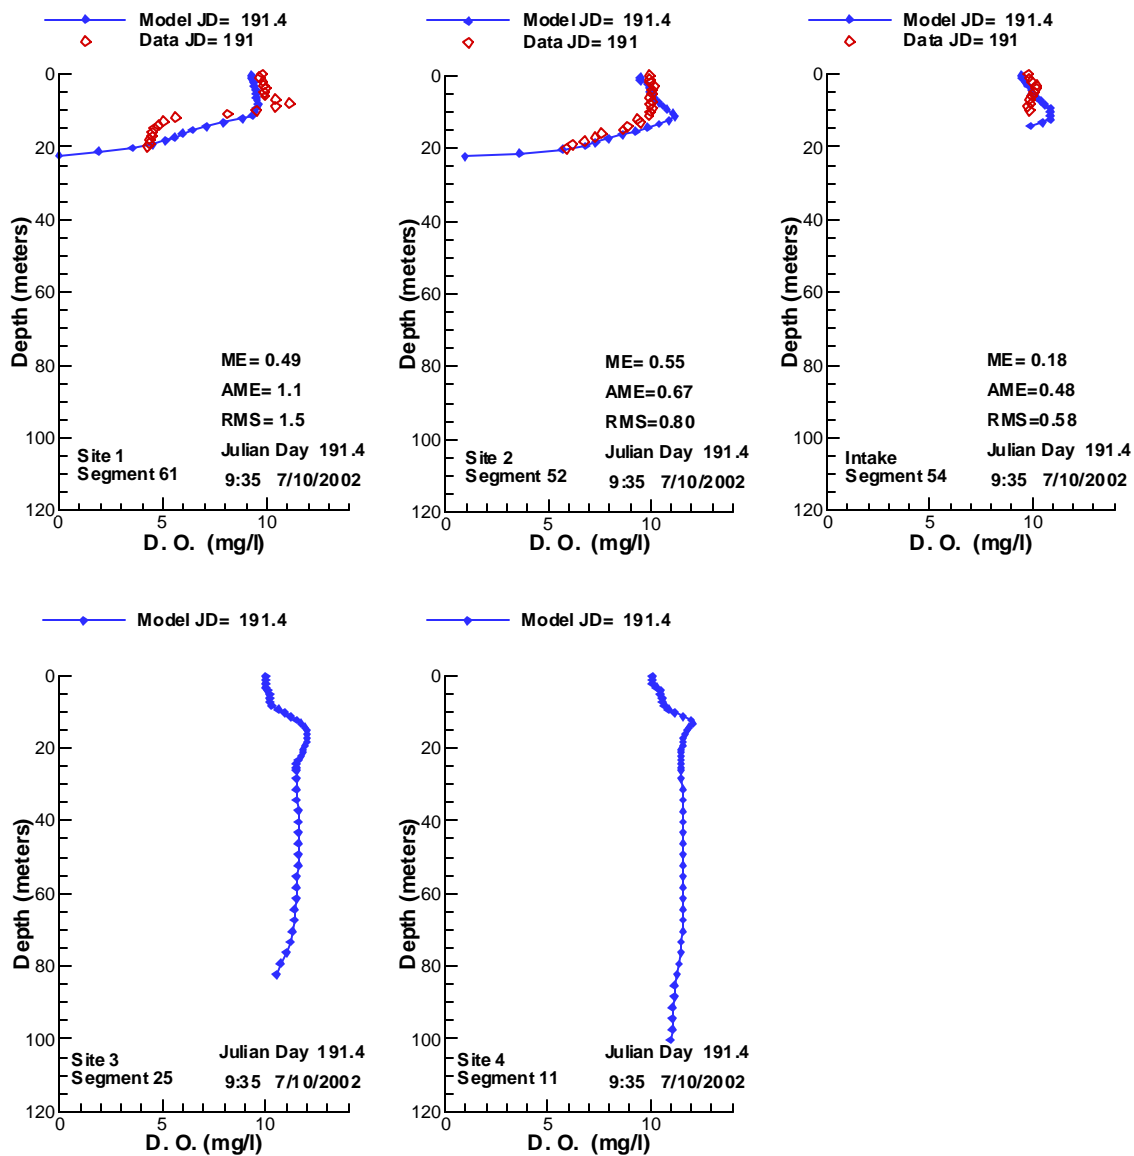 Model JD= 191.4
Data JD= 191
0
20
40
60
80
100
120
Depth (meters)
ME= 0.49
AME= 1.1
RMS= 1.5
Site 1
Segment 61
Julian Day 191.4
9:35 7/10/2002
0 5 10
D. O. (mg/l)
Model JD= 191.4
Data JD= 191
0
20
40
60
80
100
120
Depth (meters)
ME= 0.55
AME=0.67
RMS=0.80
Site 2
Segment 52
Julian Day 191.4
9:35 7/10/2002
0 5 10
D. O. (mg/l)
Model JD= 191.4
Data JD= 191
0
20
40
60
80
100
120
Depth (meters)
ME= 0.18
AME=0.48
RMS=0.58
Intake
Segment 54
Julian Day 191.4
9:35 7/10/2002
0 5 10
D. O. (mg/l)
Model JD= 191.4
0
20
40
60
80
100
120
Depth (meters)
Site 3
Segment 25
Julian Day 191.4
9:35 7/10/2002
0 5 10
D. O. (mg/l)
Model JD= 191.4
0
20
40
60
80
100
120
Depth (meters)
Site 4
Segment 11
Julian Day 191.4
9:35 7/10/2002
0 5 10
D. O. (mg/l)